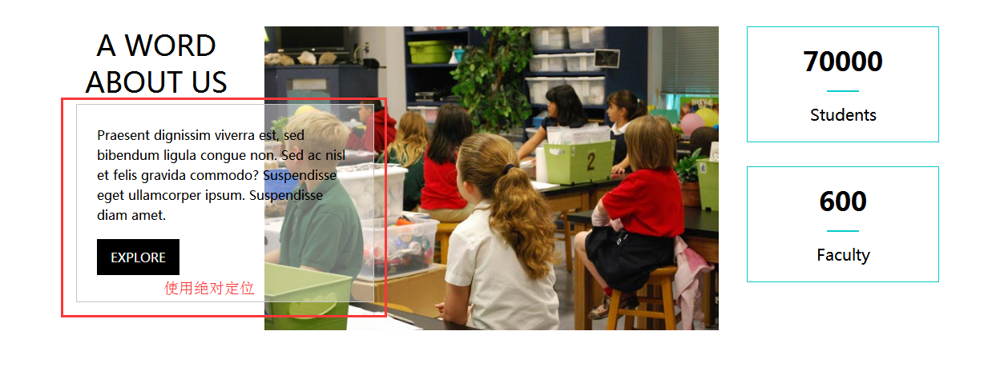 A WORD
ABOUT US
Praesent dignissim viverra est, sed
bibendum ligula congue non. Sed ac nisl
et felis gravida commodo? Suspendisse
eget ullamcorper ipsum. Suspendisse
diam amet.
EXPLORE
使用绝对定位
2
70000
Students
600
Faculty